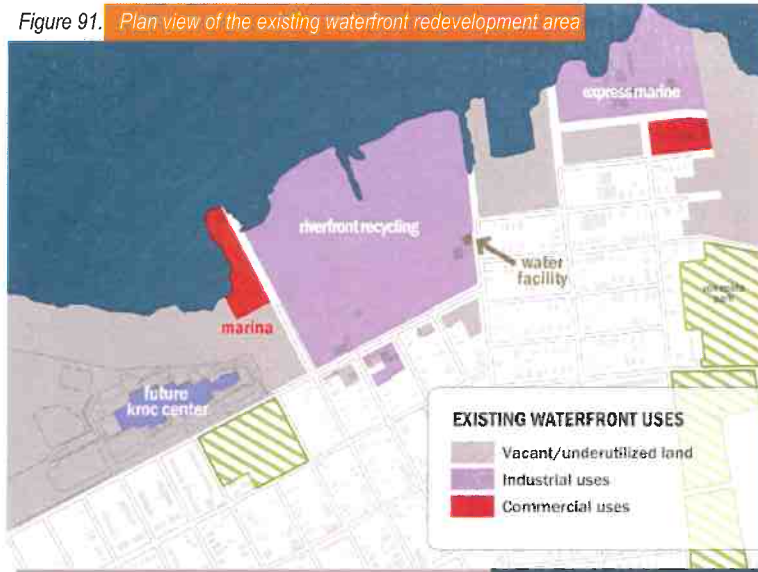 Figure 91. Plan view of the existing waterfront redevelopment area
express marine
riverfront recycling
water
facility
marina
future
kroc center
park
EXISTING WATERFRONT USES
Vacant/underutilized land
Industrial uses
Commercial uses